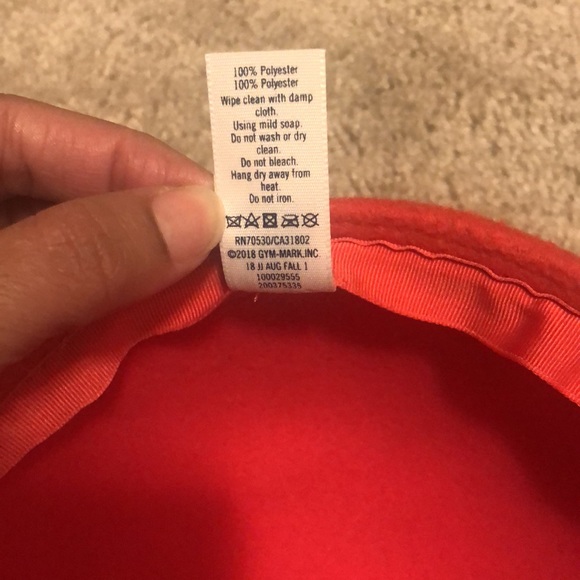 100% Polyester
100% Polyester
Wipe clean with damp
cloth.
Using mild soap.
Do not wash or dry
clean.
Do not bleach.
Hang dry away from
heat.
Do not iron.
RN70530/CA31802
©2018 GYM-MARK,INC
18 JJ AUG FALL 1
100029555
200375335